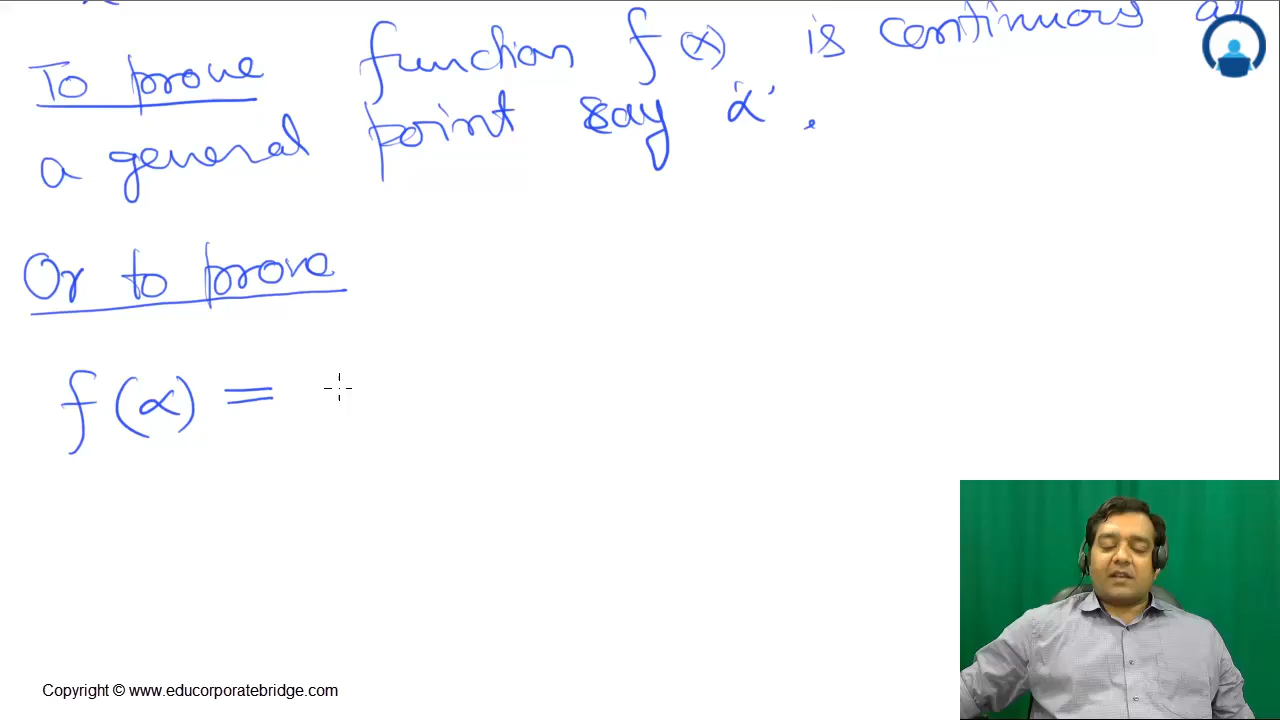 To prove function f(x) is continuous at
a general point say 'α'.
Or to prove
f(α) =
Copyright © www.educorporatebridge.com